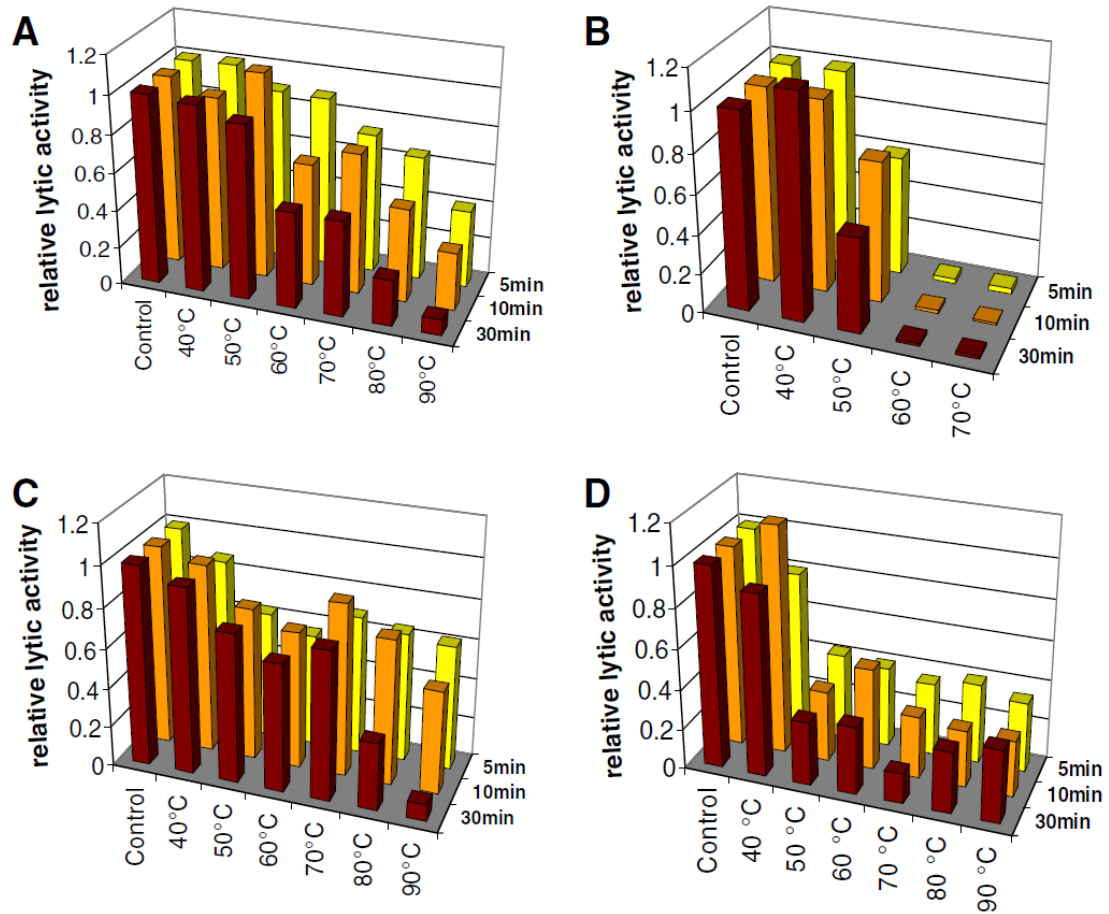 A
relative lytic activity
1.2
1
0.8
0.6
0.4
0.2
0
Control
40°C
50°C
60°C
70°C
80°C
90°C
5min
10min
30min
B
relative lytic activity
1.2
1
0.8
0.6
0.4
0.2
0
Control
40°C
50°C
60°C
70°C
5min
10min
30min
C
relative lytic activity
1.2
1
0.8
0.6
0.4
0.2
0
Control
40°C
50°C
60°C
70°C
80°C
90°C
5min
10min
30min
D
relative lytic activity
1.2
1
0.8
0.6
0.4
0.2
0
Control
40 °C
50 °C
60 °C
70 °C
80 °C
90 °C
5min
10min
30min